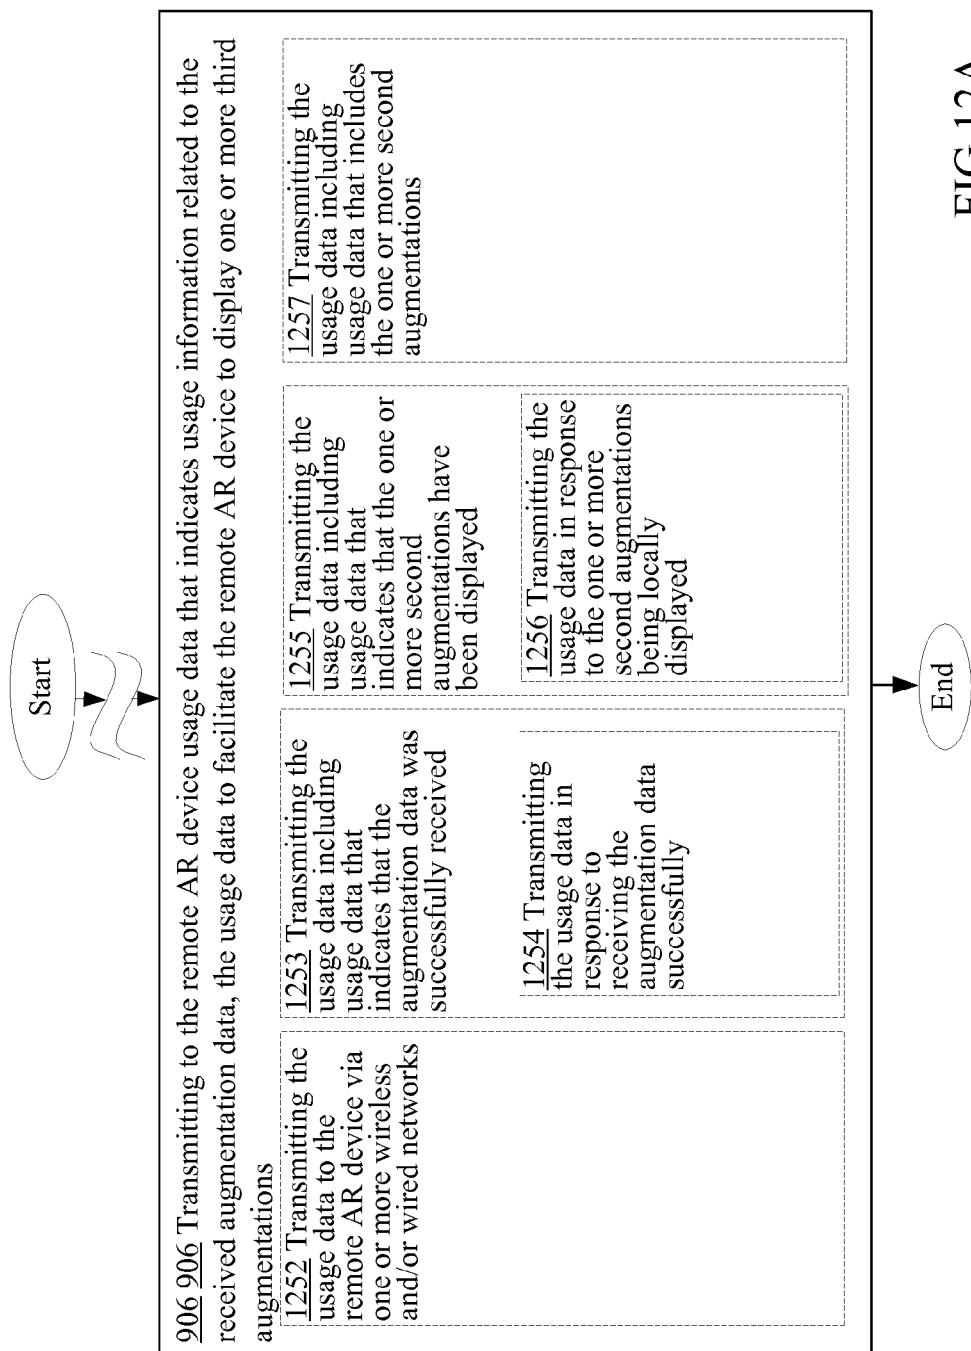 Start
906 906 Transmitting to the remote AR device usage data that indicates usage information related to the
received augmentation data, the usage data to facilitate the remote AR device to display one or more third
augmentations
1252 Transmitting the
usage data to the
remote AR device via
one or more wireless
and/or wired networks
1253 Transmitting the
usage data including
usage data that
indicates that the
augmentation data was
successfully received
1254 Transmitting
the usage data in
response to
receiving the
augmentation data
successfully
1255 Transmitting the
usage data including
usage data that
indicates that the one or
more second
augmentations have
been displayed
1256 Transmitting the
usage data in response
to the one or more
second augmentations
being locally
displayed
1257 Transmitting the
usage data including
usage data that includes
the one or more second
augmentations
End
FIG.12A